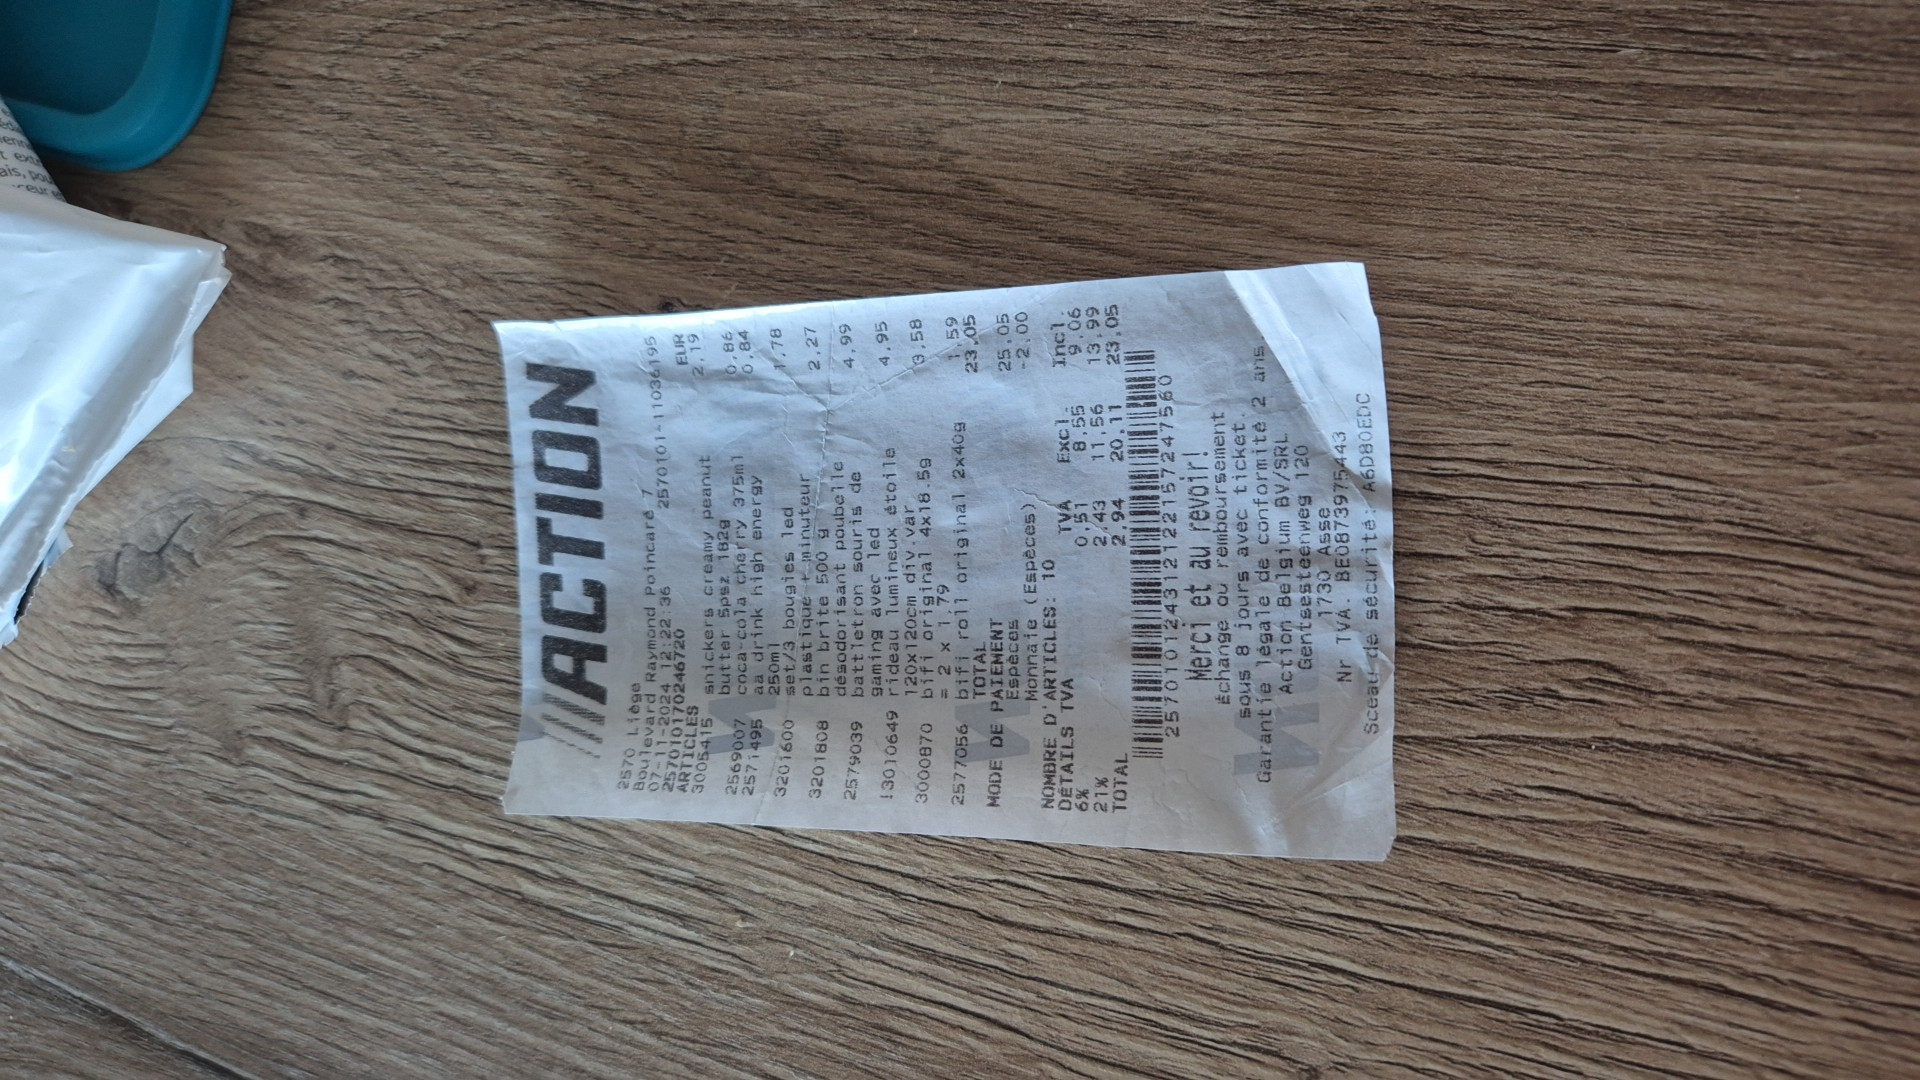 ACTION
2570 Liège
Boulevard Raymond Poincaré 7
07-11-2024 12:22:36 2570101-11036195
257010170246720
ARTICLES EUR
3005415 snickers creamy peanut 2,19
butter 5psz 182g
2569007 coca-cola cherry 375ml 0,86
2571495 aa drink high energy 0,84
250ml
3201600 set/3 bougies led 1,78
plastique + minuteur
3201808 bin brite 500 g 2,27
désodorisant poubelle
2579039 battletron souris de 4,99
gaming avec led
!3010649 rideau lumineux étoile 4,95
120x120cm div.var
3000870 bifi original 4x18.5g 3,58
= 2 x 1,79
2577056 bifi roll original 2x40g 1,59
TOTAL 23,05
MODE DE PAIEMENT
Espèces 25,05
Monnaie (Espèces) -2,00
NOMBRE D'ARTICLES: 10
DÉTAILS TVA TVA Excl. Incl.
6% 0,51 8,55 9,06
21% 2,43 11,56 13,99
TOTAL 2,94 20,11 23,05
Merci et au revoir!
Échange ou remboursement
sous 8 jours avec ticket.
Garantie légale de conformité 2 ans.
Action Belgium BV/SRL
Gentsesteenweg 120
1730 Asse
Nr TVA. BE0873975443
Sceau de sécurité: A6D80EDC